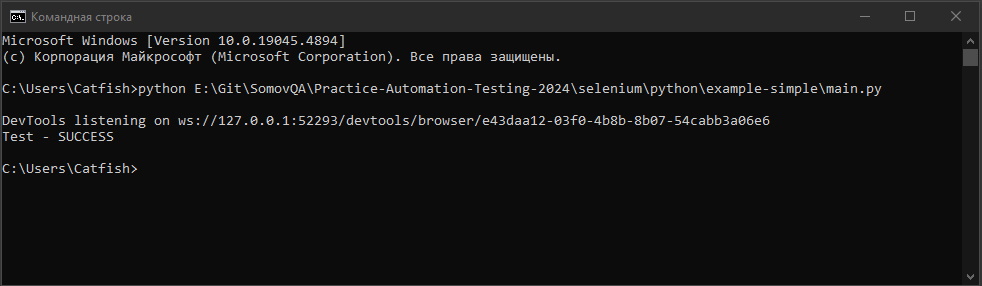 Командная строка
Microsoft Windows [Version 10.0.19045.4894]
(c) Корпорация Майкрософт (Microsoft Corporation). Все права защищены.
C:\Users\Catfish>python E:\Git\SomovQA\Practice-Automation-Testing-2024\selenium\python\example-simple\main.py
DevTools listening on ws://127.0.0.1:52293/devtools/browser/e43daa12-03f0-4b8b-8b07-54cabb3a06e6
Test - SUCCESS
C:\Users\Catfish>